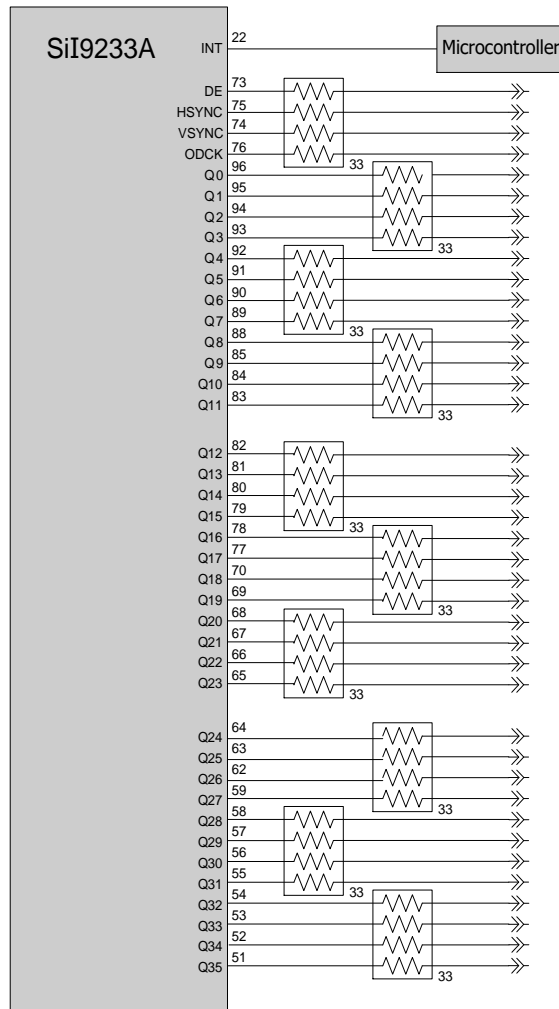 SiI9233A
INT 22 Microcontroller
DE 73
HSYNC 75
VSYNC 74
ODCK 76
33
Q0 96
Q1 95
Q2 94
Q3 93
33
Q4 92
Q5 91
Q6 90
Q7 89
33
Q8 88
Q9 85
Q10 84
Q11 83
33
Q12 82
Q13 81
Q14 80
Q15 79
33
Q16 78
Q17 77
Q18 70
Q19 69
33
Q20 68
Q21 67
Q22 66
Q23 65
33
Q24 64
Q25 63
Q26 62
Q27 59
33
Q28 58
Q29 57
Q30 56
Q31 55
33
Q32 54
Q33 53
Q34 52
Q35 51
33